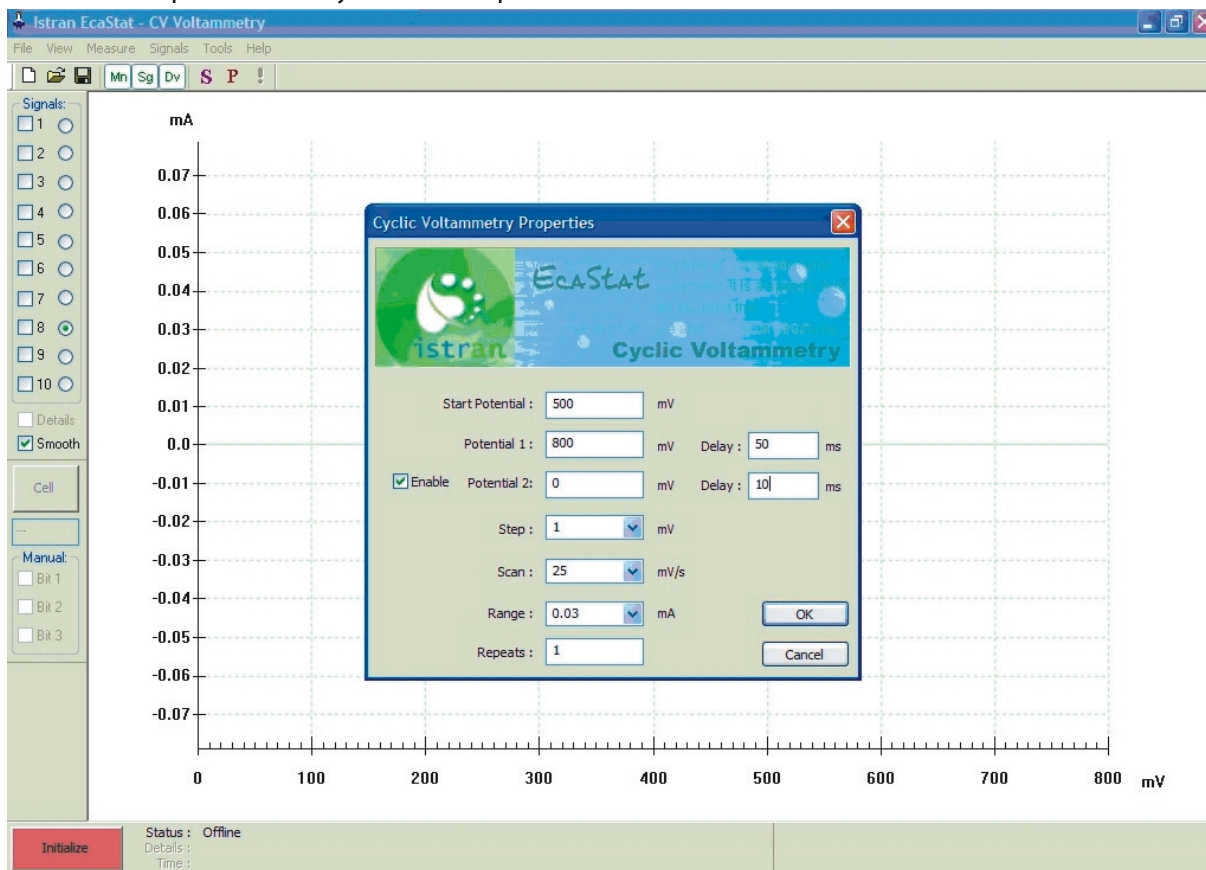 Istran EcaStat - CV Voltammetry
File View Measure Signals Tools Help
Mn Sg Dv S P !
Signals:
1
2
3
4
5
6
7
8
9
10
Details
Smooth
Cell
---
Manual:
Bit 1
Bit 2
Bit 3
mA
0.07
0.06
0.05
0.04
0.03
0.02
0.01
0.0
-0.01
-0.02
-0.03
-0.04
-0.05
-0.06
-0.07
0 100 200 300 400 500 600 700 800 mV
Cyclic Voltammetry Properties
EcaStat
istran
Cyclic Voltammetry
Start Potential : 500 mV
Potential 1 : 800 mV Delay : 50 ms
Enable Potential 2: 0 mV Delay : 10 ms
Step : 1 mV
Scan : 25 mV/s
Range : 0.03 mA
OK
Repeats : 1
Cancel
Initialize
Status : Offline
Details :
Time :